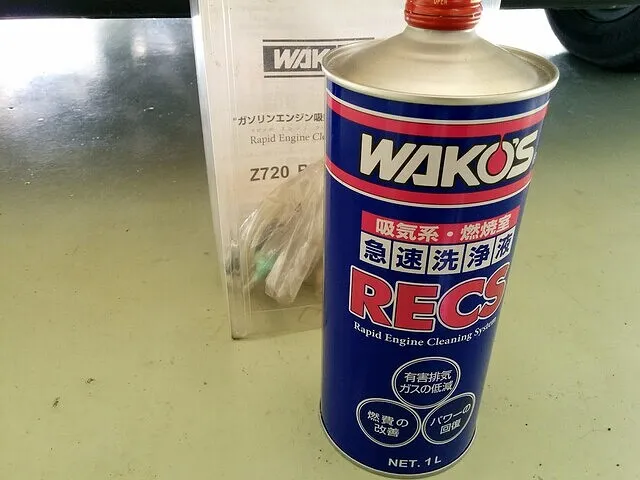 OPEN
WAKO'S
吸気系・燃焼室
急速洗浄液
RECS
Rapid Engine Cleaning System
有害排気
ガスの低減
燃費の
改善
パワーの
回復
NET. 1L
WAKO
ガソリンエンジン吸
Rapid Engine Cle
Z720